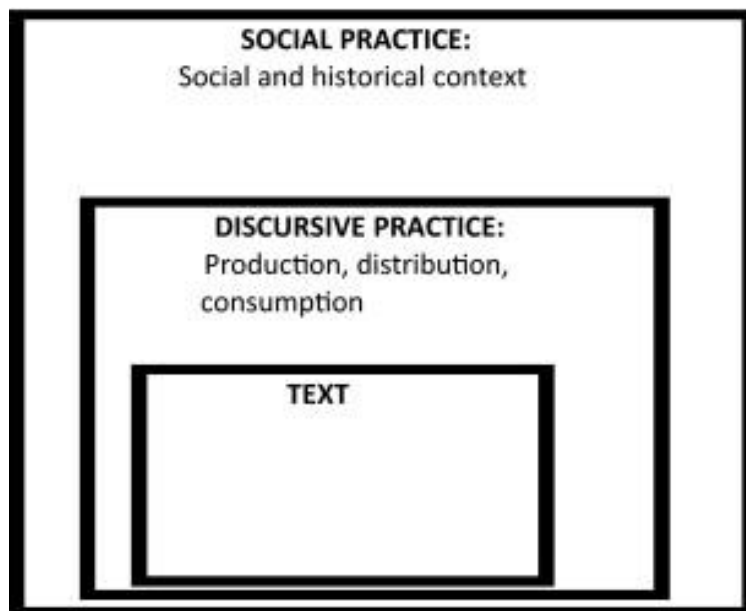 SOCIAL PRACTICE:
Social and historical context
DISCURSIVE PRACTICE:
Production, distribution,
consumption
TEXT